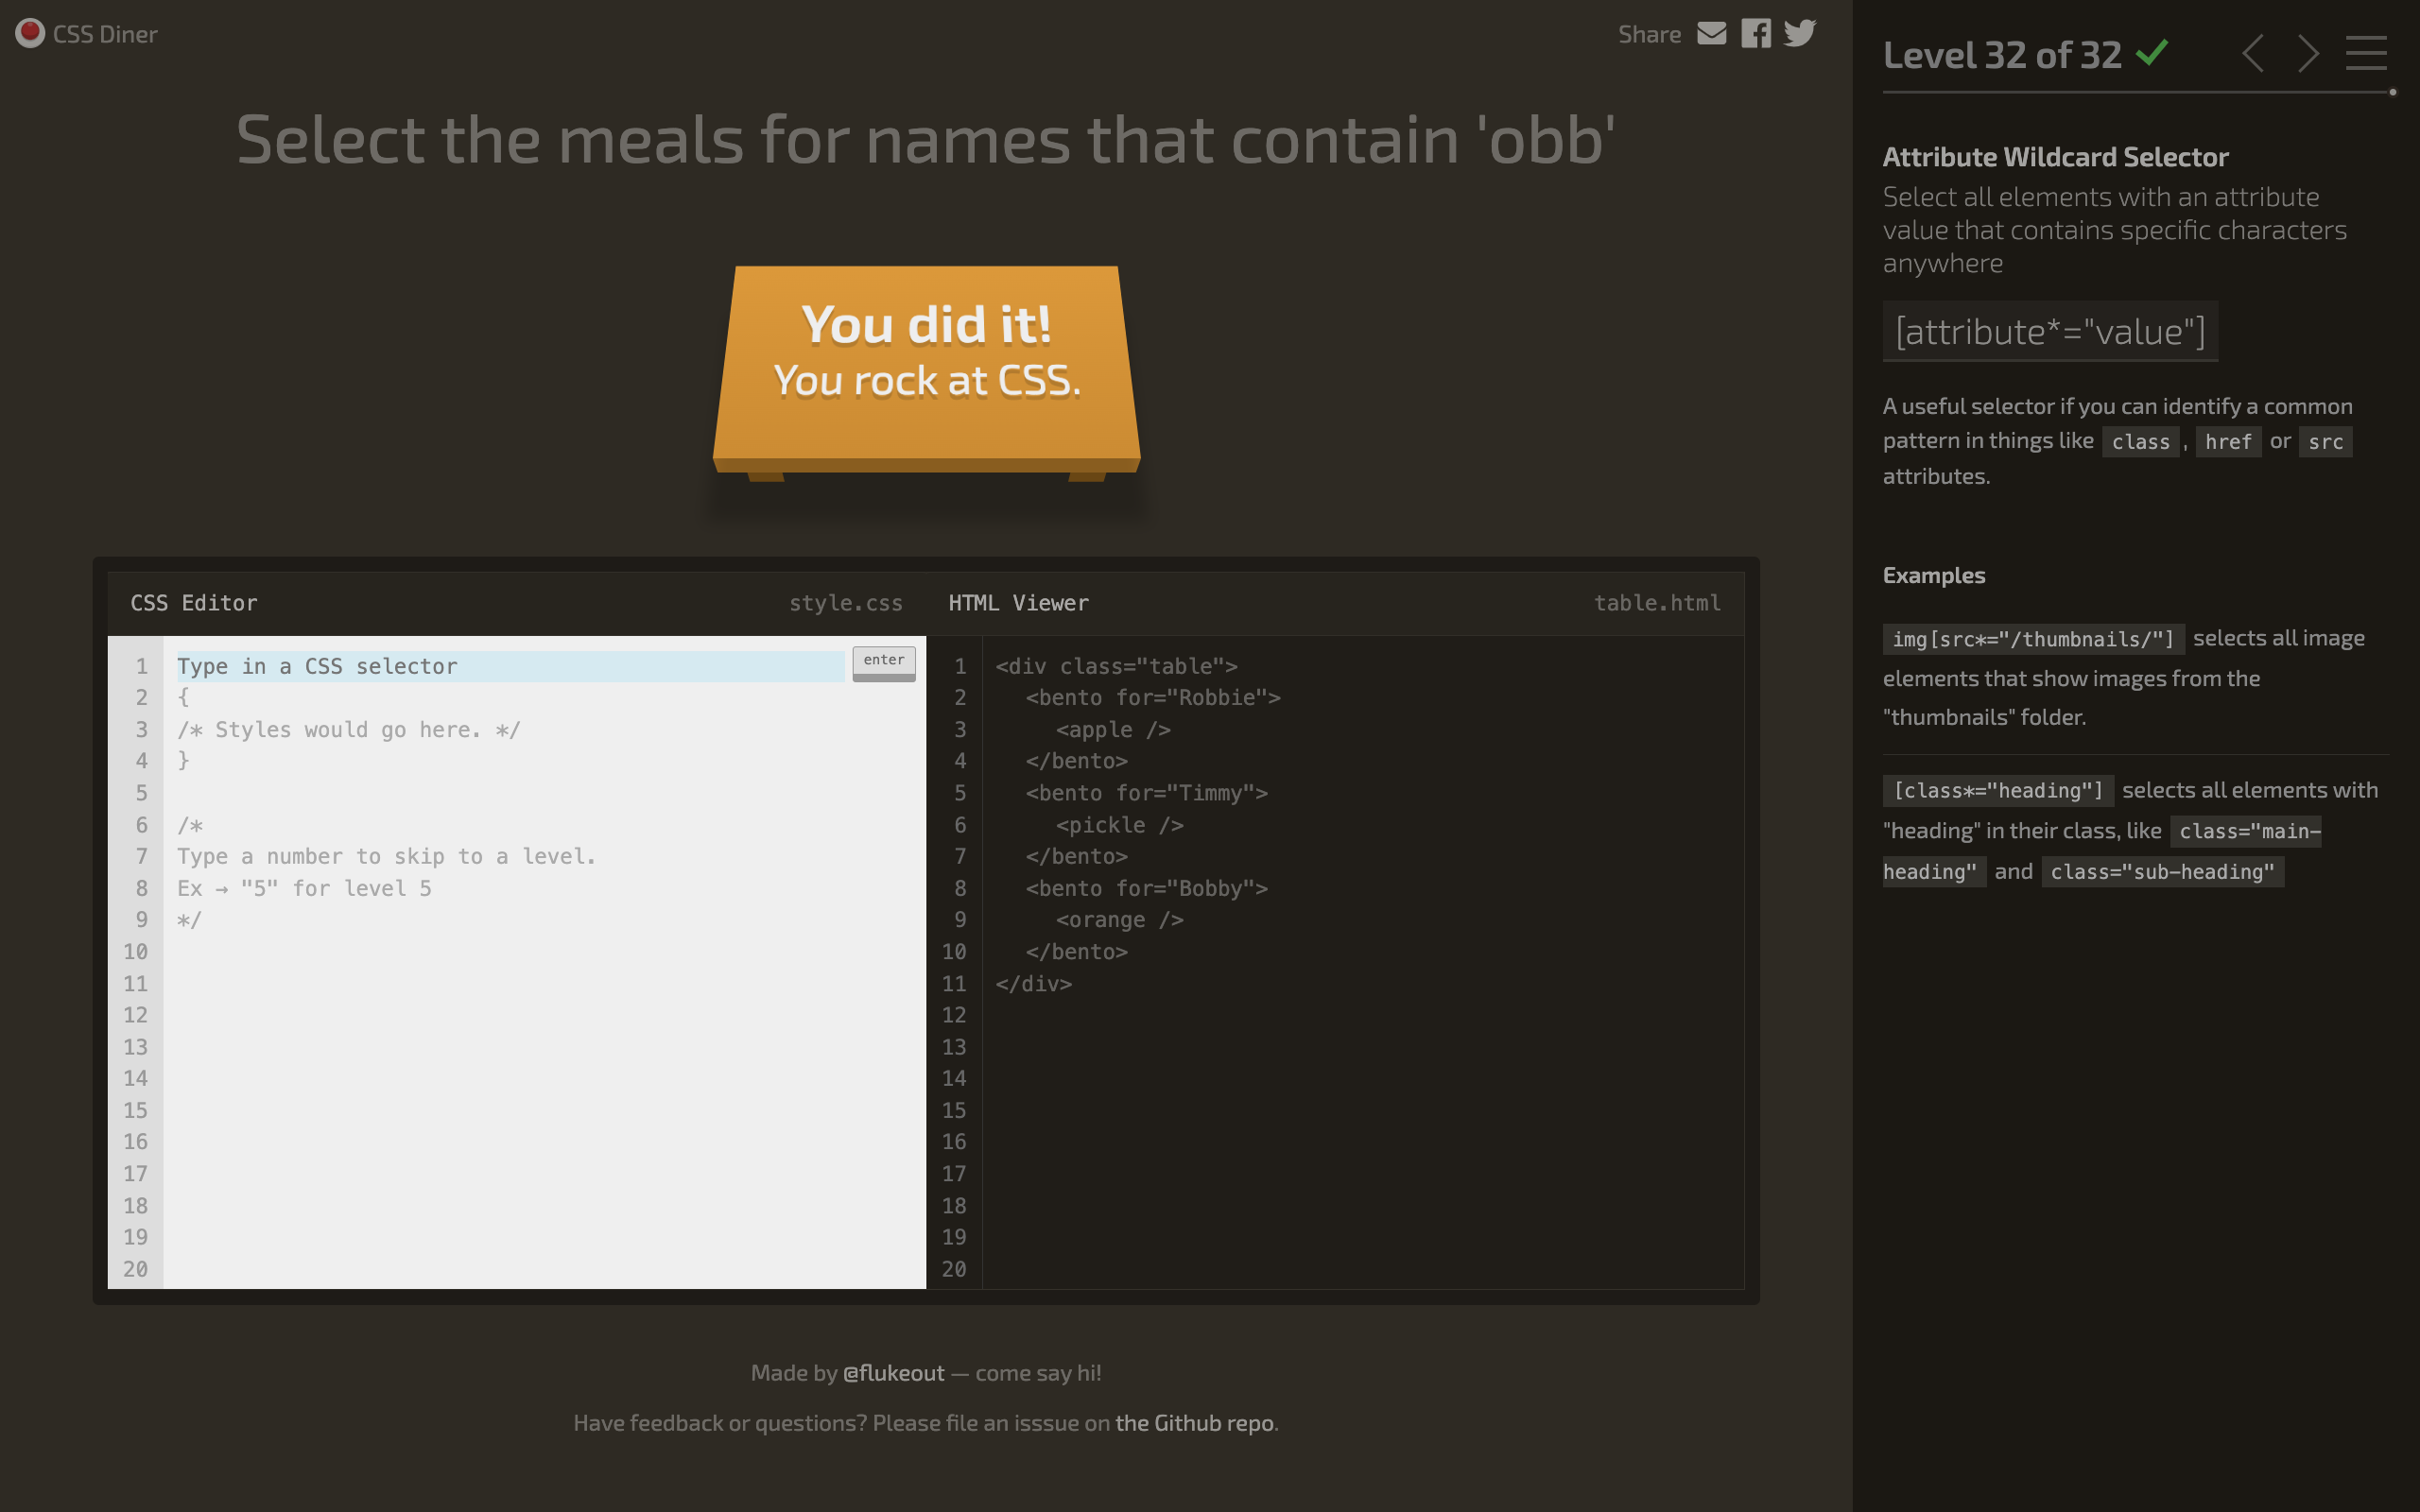 CSS Diner
Share
Select the meals for names that contain 'obb'
You did it!
You rock at CSS.
CSS Editor
style.css
1 Type in a CSS selector
enter
2 {
3 /* Styles would go here. */
4 }
5
6 /*
7 Type a number to skip to a level.
8 Ex → "5" for level 5
9 */
10
11
12
13
14
15
16
17
18
19
20
HTML Viewer
table.html
1 <div class="table">
2 <bento for="Robbie">
3 <apple />
4 </bento>
5 <bento for="Timmy">
6 <pickle />
7 </bento>
8 <bento for="Bobby">
9 <orange />
10 </bento>
11 </div>
12
13
14
15
16
17
18
19
20
Made by @flukeout — come say hi!
Have feedback or questions? Please file an isssue on the Github repo.
Level 32 of 32
Attribute Wildcard Selector
Select all elements with an attribute
value that contains specific characters
anywhere
[attribute*="value"]
A useful selector if you can identify a common
pattern in things like class , href or src
attributes.
Examples
img[src*="/thumbnails/"] selects all image
elements that show images from the
"thumbnails" folder.
[class*="heading"] selects all elements with
"heading" in their class, like class="main-
heading" and class="sub-heading"